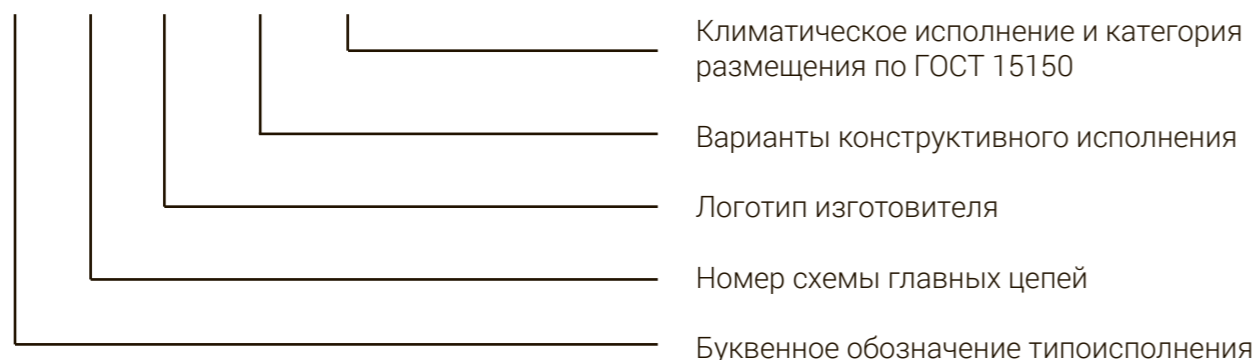 Климатическое исполнение и категория
размещения по ГОСТ 15150
Варианты конструктивного исполнения
Логотип изготовителя
Номер схемы главных цепей
Буквенное обозначение типоисполнения